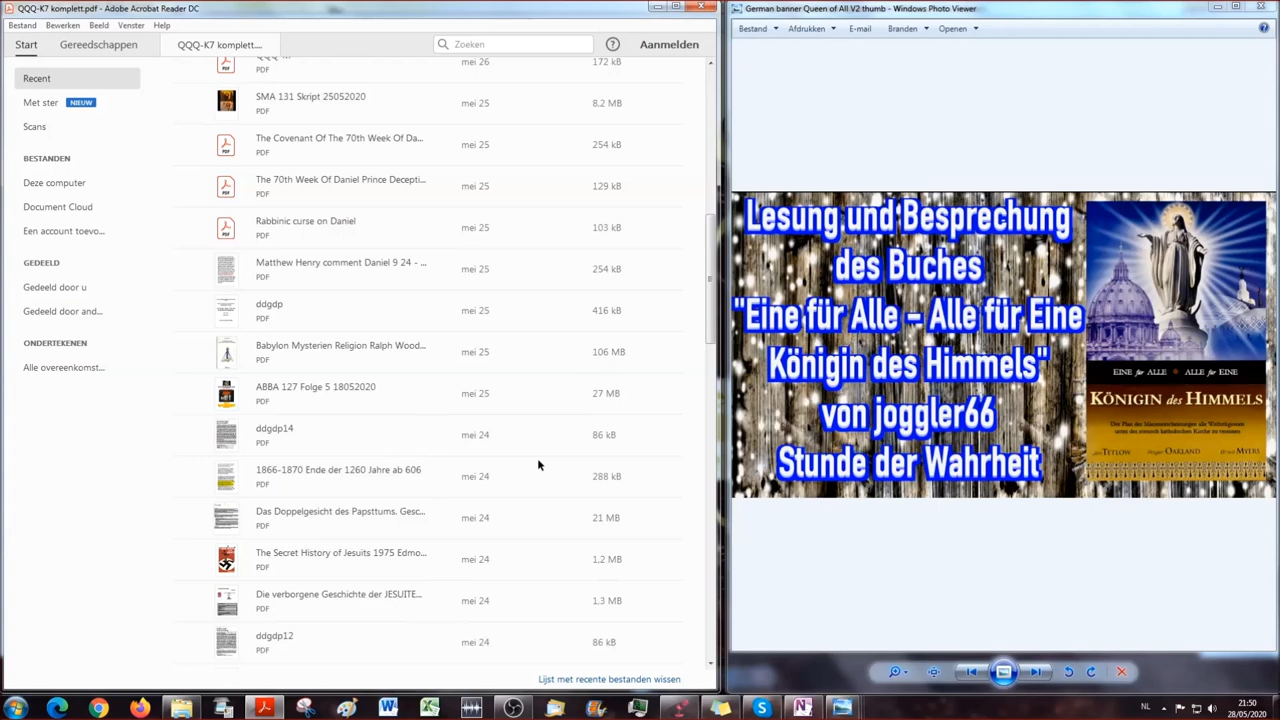 QQQ-K7 komplett.pdf - Adobe Acrobat Reader DC
Bestand Bewerken Beeld Venster Help
Start Gereedschappen QQQ-K7 komplett.... Zoeken Aanmelden
Recent
Met ster NIEUW
Scans
BESTANDEN
Deze computer
Document Cloud
Een account toevo...
GEDEELD
Gedeeld door u
Gedeeld door and...
ONDERTEKENEN
Alle overeenkomst...
PDF mei 26 172 kB
SMA 131 Skript 25052020
PDF mei 25 8,2 MB
The Covenant Of The 70th Week Of Da...
PDF mei 25 254 kB
The 70th Week Of Daniel Prince Decepti...
PDF mei 25 129 kB
Rabbinic curse on Daniel
PDF mei 25 103 kB
Matthew Henry comment Daniel 9 24 - ...
PDF mei 25 254 kB
ddgdp
PDF mei 25 416 kB
Babylon Mysterien Religion Ralph Wood...
PDF mei 25 106 MB
ABBA 127 Folge 5 18052020
PDF mei 25 27 MB
ddgdp14
PDF mei 24 86 kB
1866-1870 Ende der 1260 Jahre ab 606
PDF mei 24 288 kB
Das Doppelgesicht des Papsttums. Gesc...
PDF mei 24 21 MB
The Secret History of Jesuits 1975 Edmo...
PDF mei 24 1,2 MB
Die verborgene Geschichte der JESUITE...
PDF mei 24 1,3 MB
ddgdp12
PDF mei 24 86 kB
Lijst met recente bestanden wissen
German banner Queen of All V2 thumb - Windows Photo Viewer
Bestand Afdrukken E-mail Branden Openen
Lesung und Besprechung
des Buches
"Eine für Alle – Alle für Eine
Königin des Himmels"
von joggler66
Stunde der Wahrheit
EINE für ALLE • ALLE für EINE
KÖNIGIN des HIMMELS
TETLOW Roger OAKLAND Brad MYERS
NL 21:50
28/05/2020